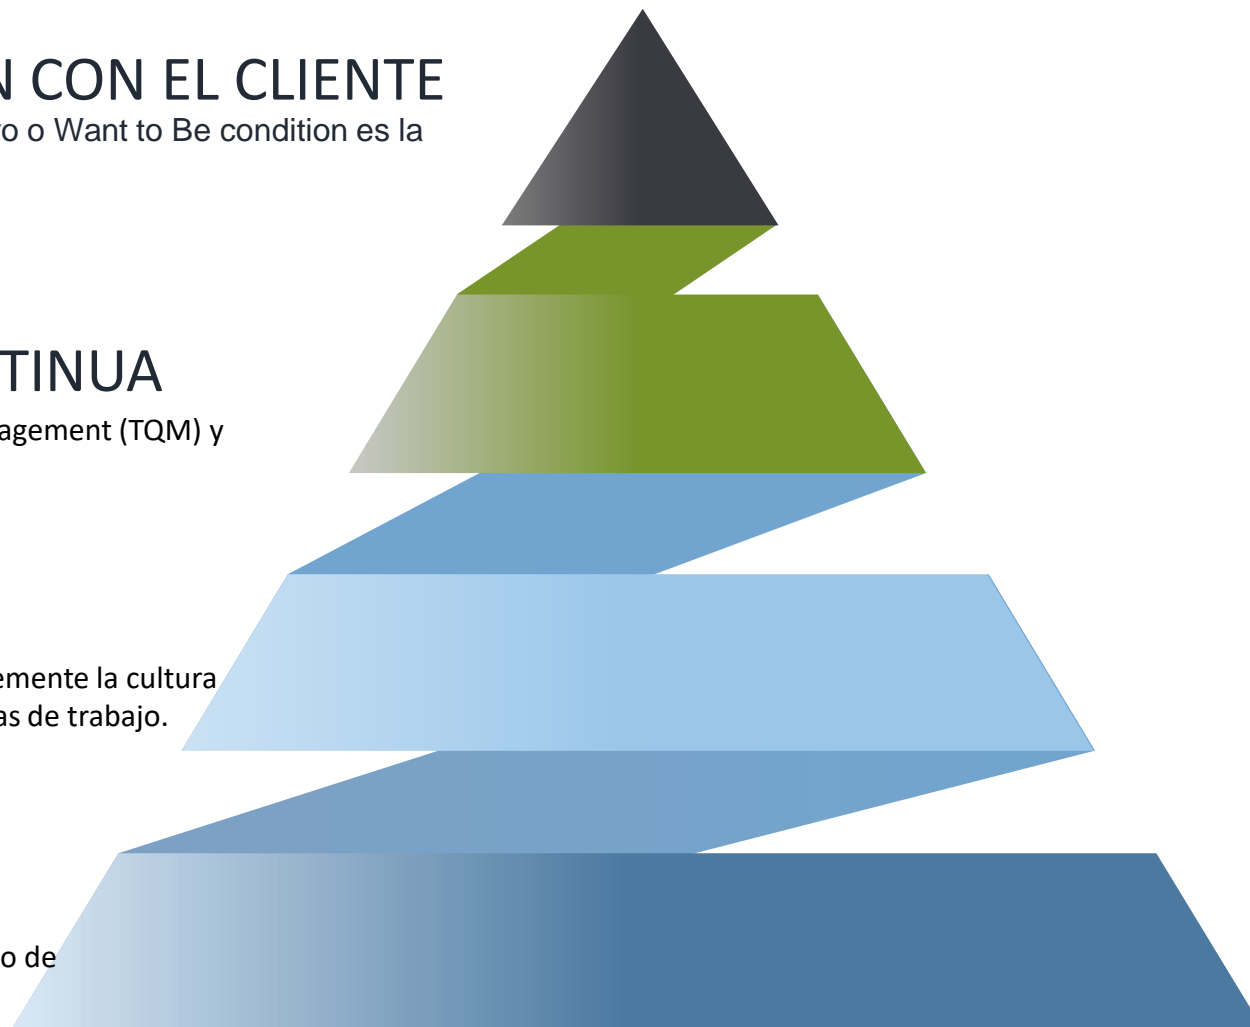 N CON EL CLIENTE
vo o Want to Be condition es la
TINUA
agement (TQM) y
emente la cultura
as de trabajo.
o de